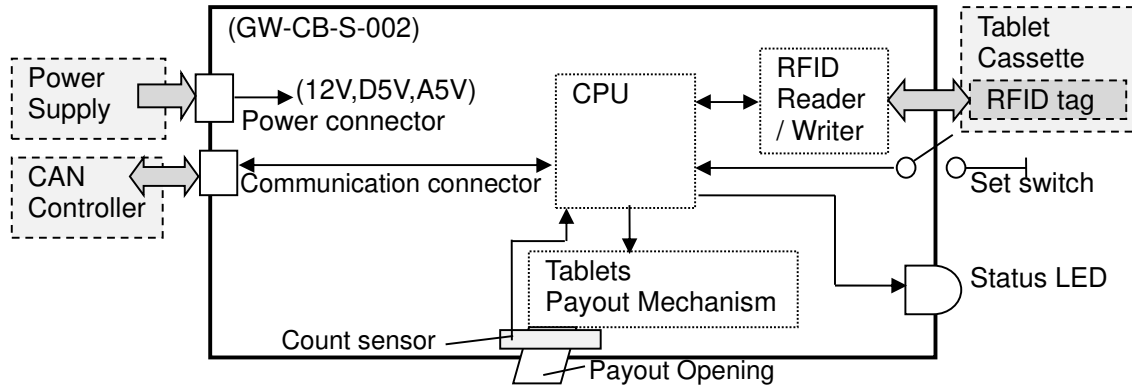 (GW-CB-S-002)
Tablet
Cassette
RFID tag
Power
Supply
(12V,D5V,A5V)
Power connector
CPU
RFID
Reader
/ Writer
CAN
Controller
Communication connector
Set switch
Tablets
Payout Mechanism
Status LED
Count sensor
Payout Opening